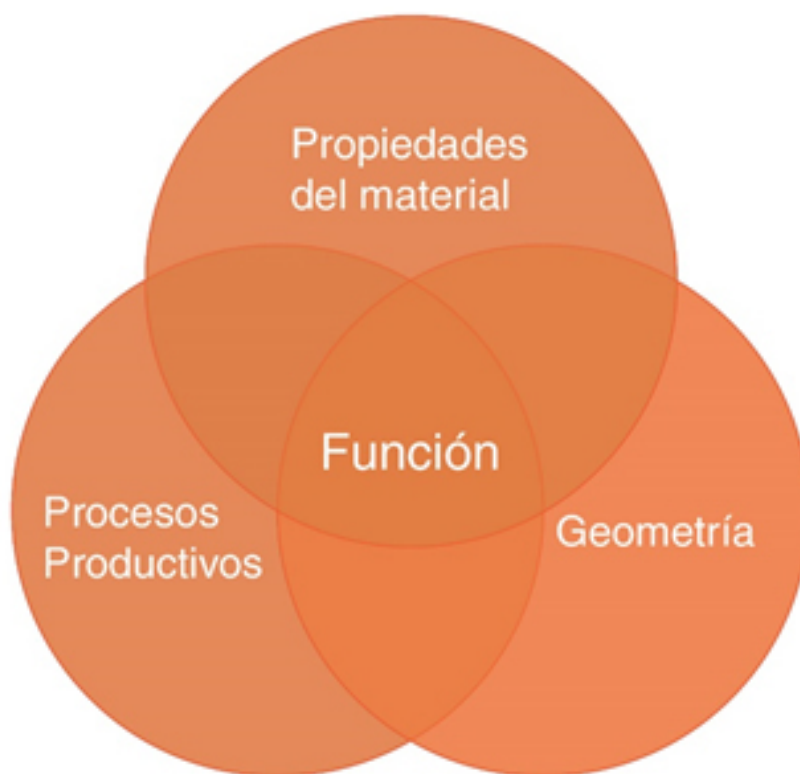 Propiedades
del material
Función
Procesos
Productivos
Geometría